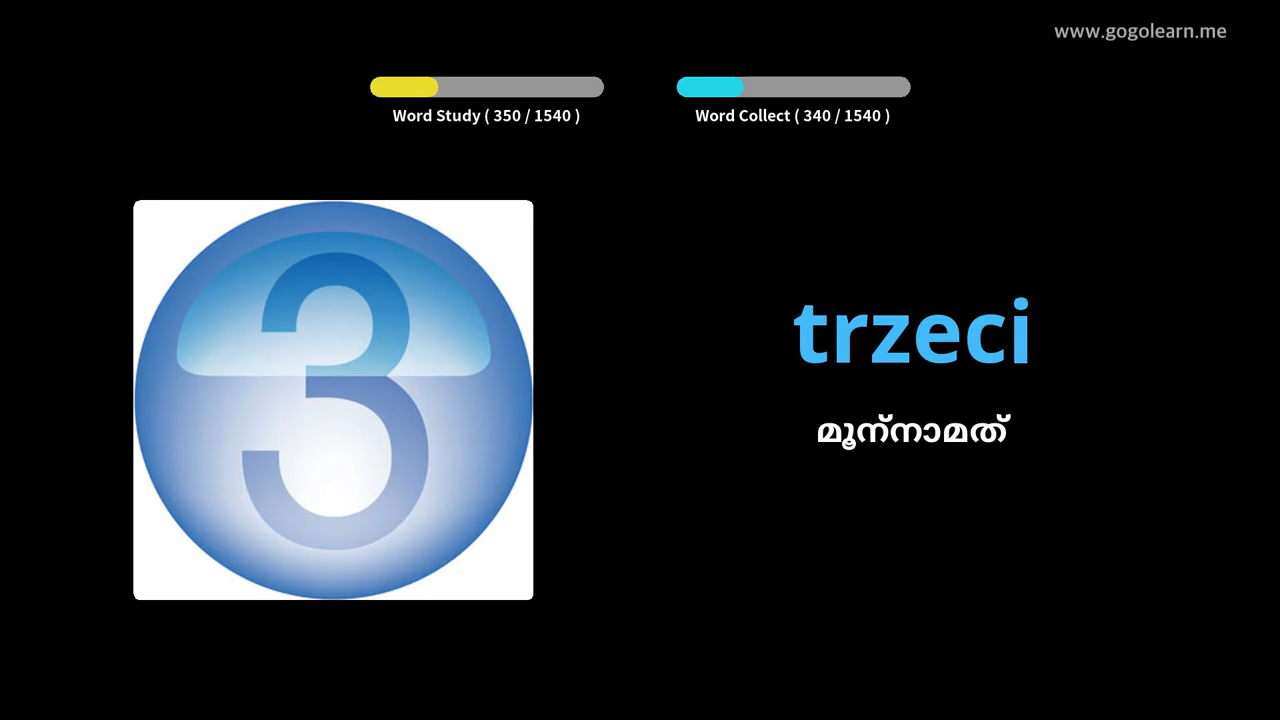 www.gogolearn.me
Word Study ( 350 / 1540 )
Word Collect ( 340 / 1540 )
3
trzeci
മൂന്നാമത്